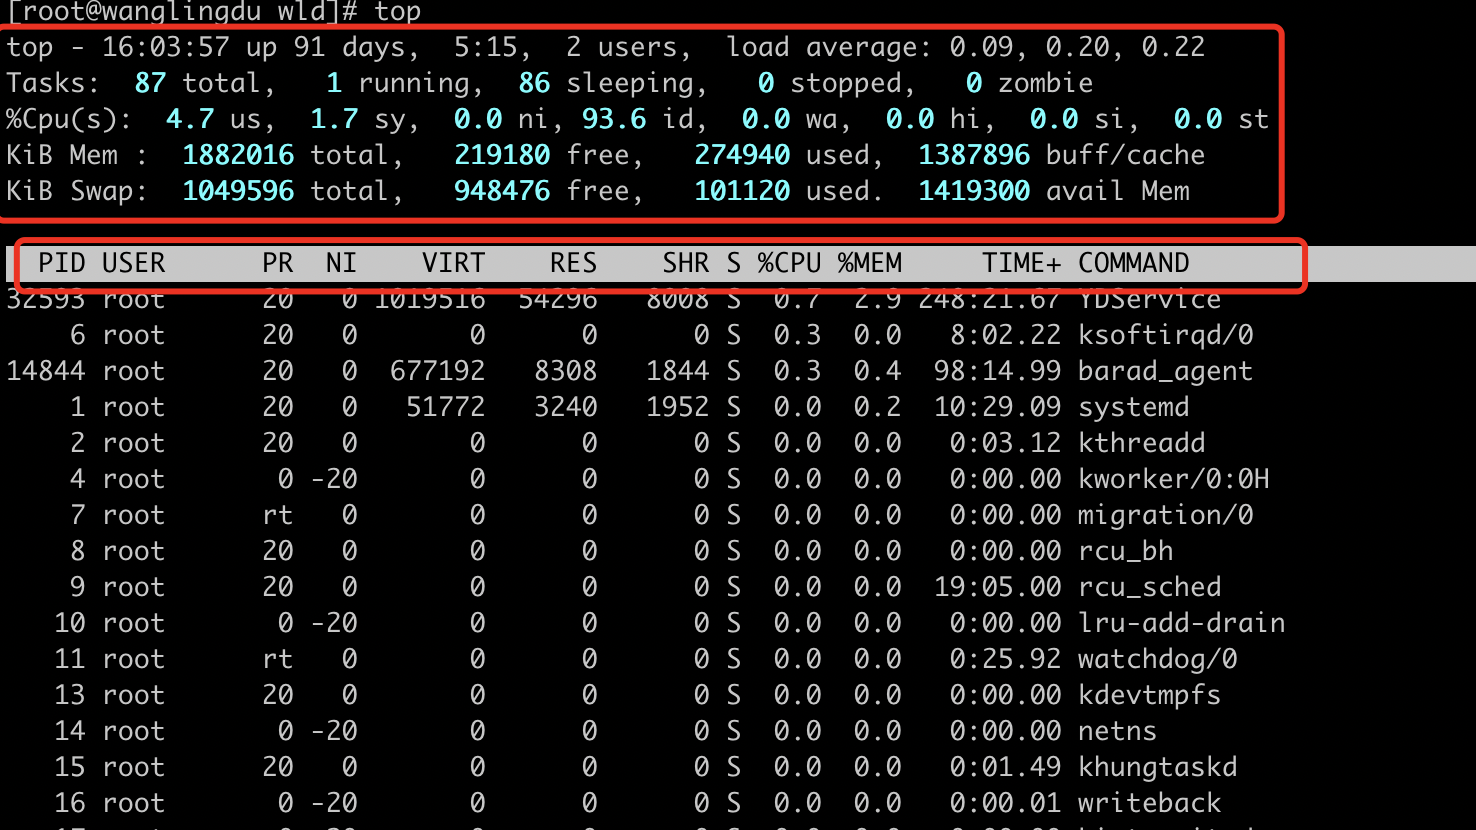 [root@wanglingdu wld]# top
top - 16:03:57 up 91 days,  5:15,  2 users,  load average: 0.09, 0.20, 0.22
Tasks:  87 total,   1 running,  86 sleeping,   0 stopped,   0 zombie
%Cpu(s):  4.7 us,  1.7 sy,  0.0 ni, 93.6 id,  0.0 wa,  0.0 hi,  0.0 si,  0.0 st
KiB Mem :  1882016 total,   219180 free,   274940 used,  1387896 buff/cache
KiB Swap:  1049596 total,   948476 free,   101120 used.  1419300 avail Mem
PID USER      PR  NI    VIRT    RES    SHR S %CPU %MEM     TIME+ COMMAND
32593 root      20   0 1019516  54296   8008 S  0.7  2.9 248:21.67 YDService
6 root      20   0       0      0      0 S  0.3  0.0   8:02.22 ksoftirqd/0
14844 root      20   0  677192   8308   1844 S  0.3  0.4  98:14.99 barad_agent
1 root      20   0   51772   3240   1952 S  0.0  0.2  10:29.09 systemd
2 root      20   0       0      0      0 S  0.0  0.0   0:03.12 kthreadd
4 root       0 -20       0      0      0 S  0.0  0.0   0:00.00 kworker/0:0H
7 root      rt   0       0      0      0 S  0.0  0.0   0:00.00 migration/0
8 root      20   0       0      0      0 S  0.0  0.0   0:00.00 rcu_bh
9 root      20   0       0      0      0 S  0.0  0.0  19:05.00 rcu_sched
10 root       0 -20       0      0      0 S  0.0  0.0   0:00.00 lru-add-drain
11 root      rt   0       0      0      0 S  0.0  0.0   0:25.92 watchdog/0
13 root      20   0       0      0      0 S  0.0  0.0   0:00.00 kdevtmpfs
14 root       0 -20       0      0      0 S  0.0  0.0   0:00.00 netns
15 root      20   0       0      0      0 S  0.0  0.0   0:01.49 khungtaskd
16 root       0 -20       0      0      0 S  0.0  0.0   0:00.01 writeback